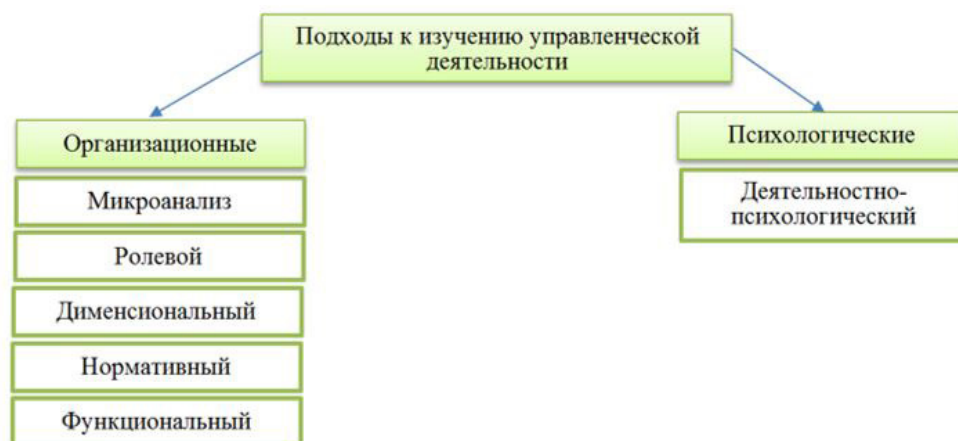 Подходы к изучению управленческой
деятельности
Организационные
Микроанализ
Ролевой
Дименсиональный
Нормативный
Функциональный
Психологические
Деятельностно-
психологический